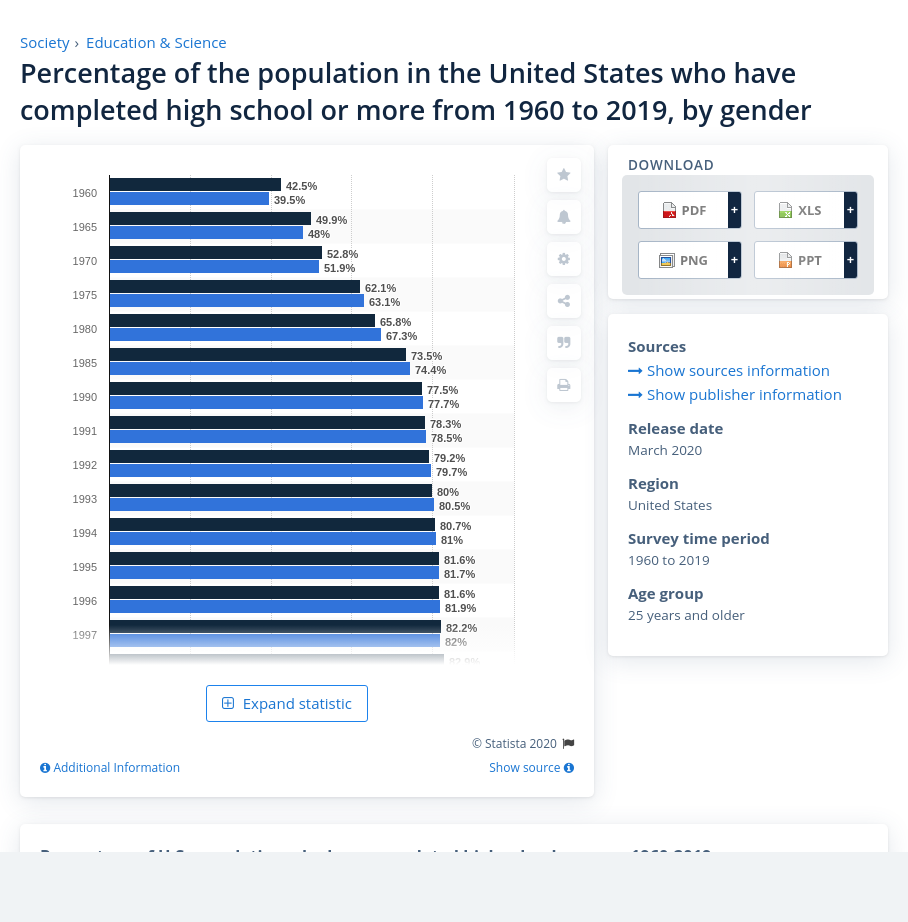 Society › Education & Science
Percentage of the population in the United States who have
completed high school or more from 1960 to 2019, by gender
1960
42.5%
39.5%
1965
49.9%
48%
1970
52.8%
51.9%
1975
62.1%
63.1%
1980
65.8%
67.3%
1985
73.5%
74.4%
1990
77.5%
77.7%
1991
78.3%
78.5%
1992
79.2%
79.7%
1993
80%
80.5%
1994
80.7%
81%
1995
81.6%
81.7%
1996
81.6%
81.9%
1997
82.2%
82%
Expand statistic
© Statista 2020
Additional Information
Show source
DOWNLOAD
PDF +
XLS +
PNG +
PPT +
Sources
Show sources information
Show publisher information
Release date
March 2020
Region
United States
Survey time period
1960 to 2019
Age group
25 years and older